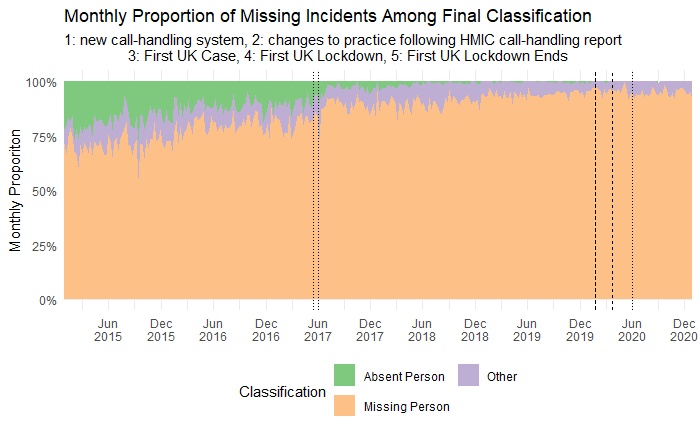 Monthly Proportion of Missing Incidents Among Final Classification
1: new call-handling system, 2: changes to practice following HMIC call-handling report
3: First UK Case, 4: First UK Lockdown, 5: First UK Lockdown Ends
Monthly Proporiton
100%
75%
50%
25%
0%
Jun 2015
Dec 2015
Jun 2016
Dec 2016
Jun 2017
Dec 2017
Jun 2018
Dec 2018
Jun 2019
Dec 2019
Jun 2020
Dec 2020
Classification
Absent Person
Other
Missing Person